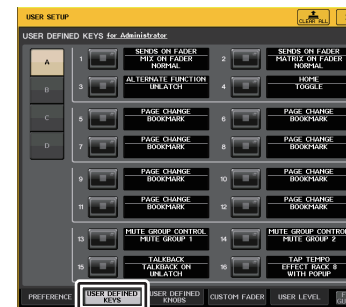 USER SETUP
CLEAR ALL
USER DEFINED KEYS for Administrator
A
B
C
D
1 SENDS ON FADER
MIX ON FADER
NORMAL
2 SENDS ON FADER
MATRIX ON FADER
NORMAL
3 ALTERNATE FUNCTION
UNLATCH
4 HOME
TOGGLE
5 PAGE CHANGE
BOOKMARK
6 PAGE CHANGE
BOOKMARK
7 PAGE CHANGE
BOOKMARK
8 PAGE CHANGE
BOOKMARK
9 PAGE CHANGE
BOOKMARK
10 PAGE CHANGE
BOOKMARK
11 PAGE CHANGE
BOOKMARK
12 PAGE CHANGE
BOOKMARK
13 MUTE GROUP CONTROL
MUTE GROUP 1
14 MUTE GROUP CONTROL
MUTE GROUP 2
15 TALKBACK
TALKBACK ON
UNLATCH
16 TAP TEMPO
EFFECT RACK 8
WITH POPUP
PREFERENCE
USER DEFINED
KEYS
USER DEFINED
KNOBS
CUSTOM FADER
USER LEVEL